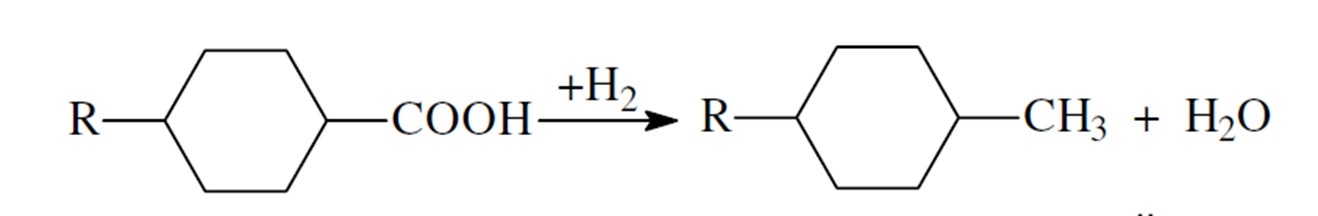 R COOH +H₂ R CH₃ + H₂O